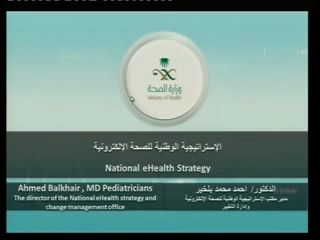 وزارة الصحة
Ministry of Health
الإستراتيجية الوطنية للصحة الإلكترونية
National eHealth Strategy
Ahmed Balkhair , MD Pediatricians
The director of the National eHealth strategy and
change management office
الدكتور/ احمد محمد بلخير
مدير مكتب الإستراتيجية الوطنية للصحة الإلكترونية
وإدارة التغيير